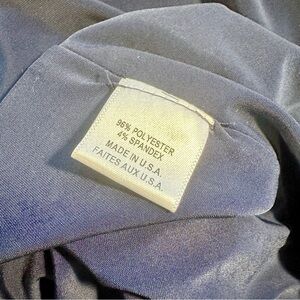 96% POLYESTER
4% SPANDEX
MADE IN U.S.A.
FAITES AUX U.S.A.